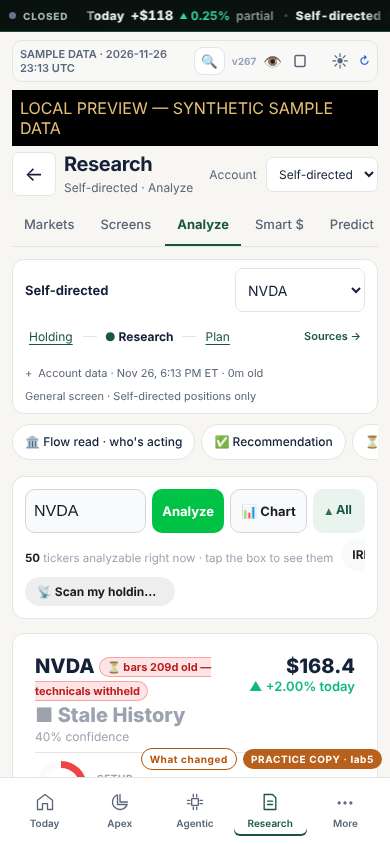 CLOSED Today +$118 ▲ 0.25% partial · Self-directed
SAMPLE DATA · 2026-11-26
23:13 UTC
v267
LOCAL PREVIEW — SYNTHETIC SAMPLE
DATA
Research
Self-directed · Analyze
Account
Self-directed
Markets Screens Analyze Smart $ Predict
Self-directed
NVDA
Holding Research Plan
Sources →
+ Account data · Nov 26, 6:13 PM ET · 0m old
General screen · Self-directed positions only
Flow read · who's acting
Recommendation
NVDA
Analyze
Chart
▲ All
50 tickers analyzable right now · tap the box to see them
Scan my holdin...
NVDA
bars 209d old —
technicals withheld
$168.4
▲ +2.00% today
Stale History
40% confidence
What changed
PRACTICE COPY · lab5
Today Apex Agentic Research More